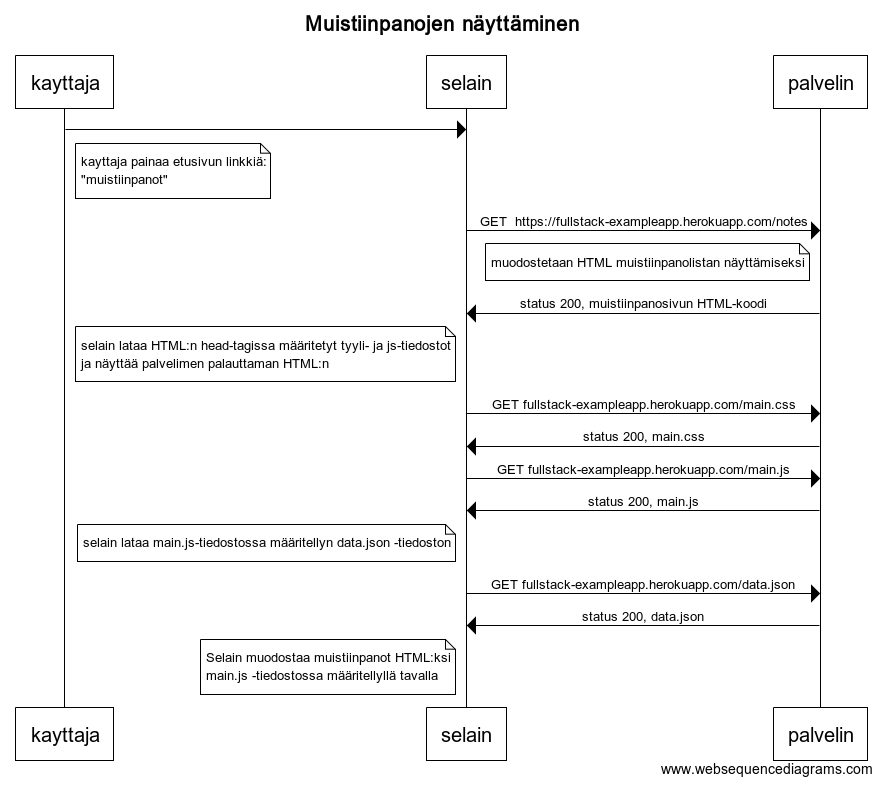 Muistiinpanojen näyttäminen
kayttaja
selain
palvelin
kayttaja painaa etusivun linkkiä:
"muistiinpanot"
GET  https://fullstack-exampleapp.herokuapp.com/notes
muodostetaan HTML muistiinpanolistan näyttämiseksi
status 200, muistiinpanosivun HTML-koodi
selain lataa HTML:n head-tagissa määritetyt tyyli- ja js-tiedostot
ja näyttää palvelimen palauttaman HTML:n
GET fullstack-exampleapp.herokuapp.com/main.css
status 200, main.css
GET fullstack-exampleapp.herokuapp.com/main.js
status 200, main.js
selain lataa main.js-tiedostossa määritellyn data.json -tiedoston
GET fullstack-exampleapp.herokuapp.com/data.json
status 200, data.json
Selain muodostaa muistiinpanot HTML:ksi
main.js -tiedostossa määritellyllä tavalla
kayttaja
selain
palvelin
www.websequencediagrams.com